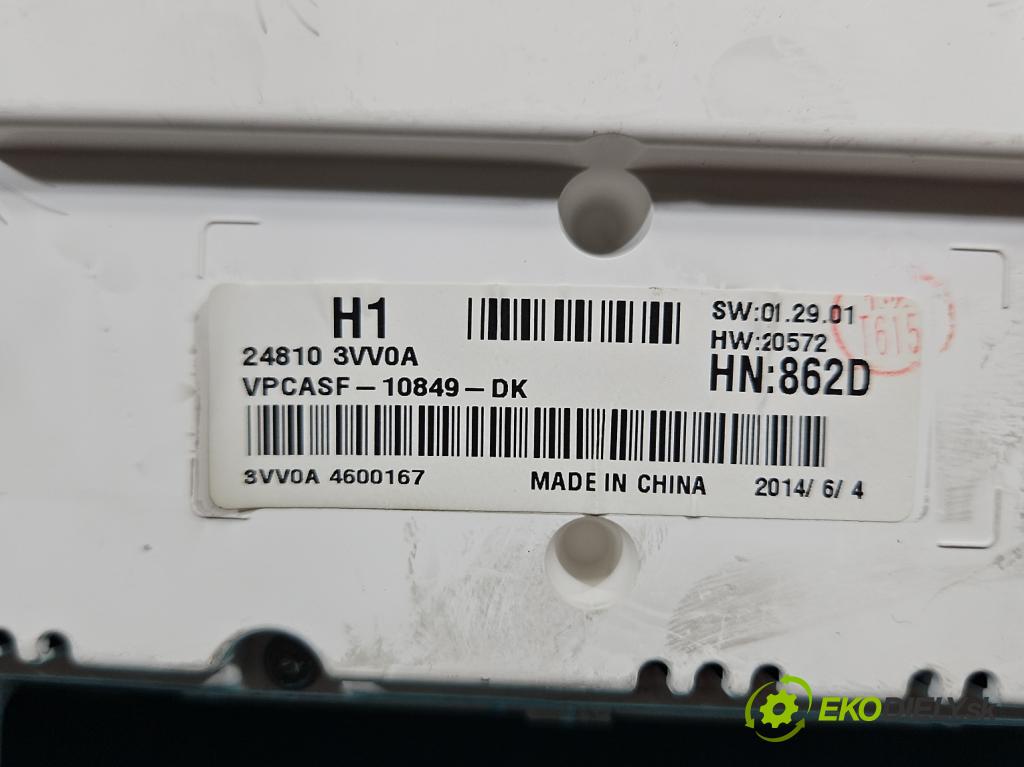 H1
SW:01.29.01
HW:20572
24810 3VV0A
HN:862D
VPCASF-10849-DK
3VV0A 4600167
MADE IN CHINA
2014/ 6/ 4
T615
EKODIELY.sk